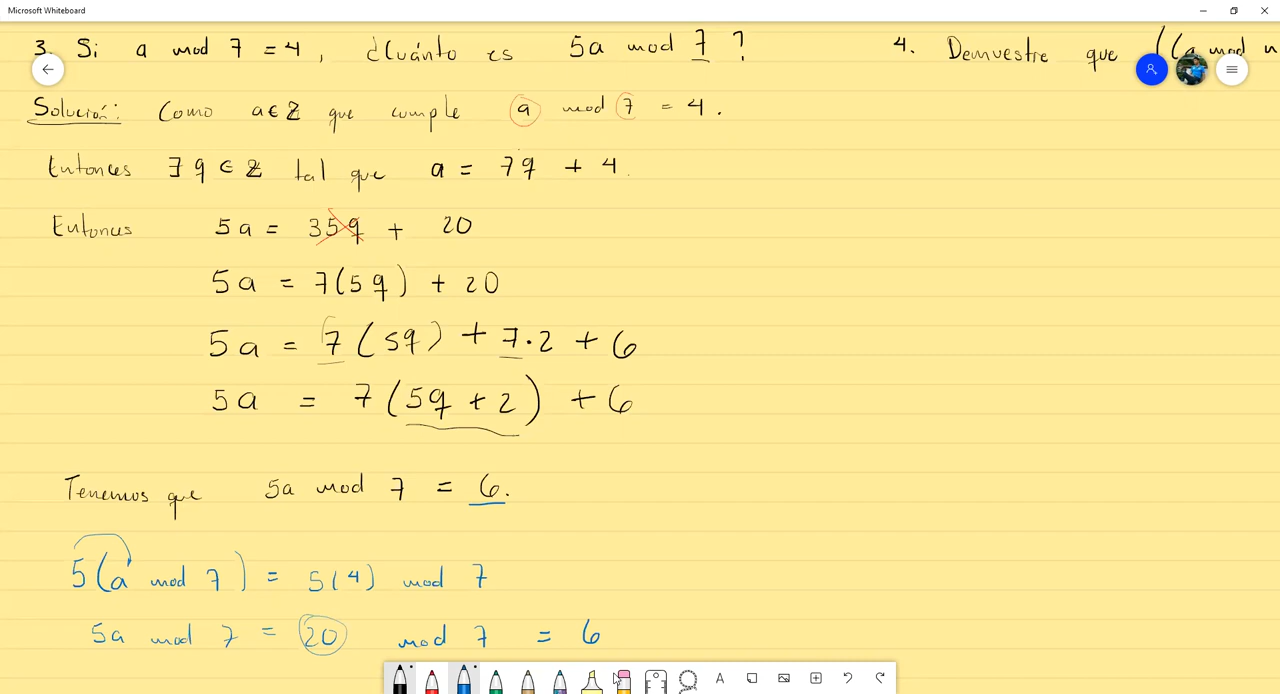 Microsoft Whiteboard
3. Si a mod 7 = 4, ¿Cuánto es 5a mod 7?
4. Demuestre que ((a mod n
Solución: Como a∈ℤ que cumple a mod 7 = 4.
Entonces ∃q∈ℤ tal que a = 7q + 4.
Entonces 5a = 35q + 20
5a = 7(5q) + 20
5a = 7(5q) + 7·2 + 6
5a = 7(5q + 2) + 6
Tenemos que 5a mod 7 = 6.
5(a mod 7) = 5(4) mod 7
5a mod 7 = 20 mod 7 = 6